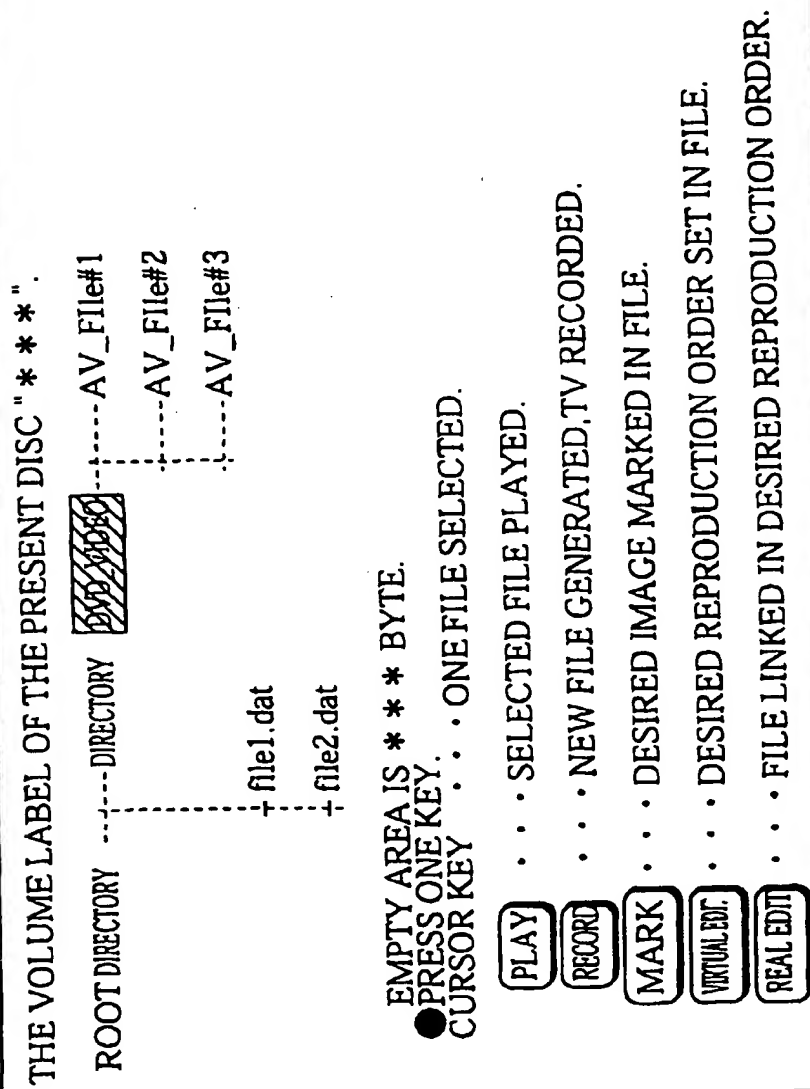 THE VOLUME LABEL OF THE PRESENT DISC "* * *".
ROOT DIRECTORY -----DIRECTORY DVD_VIDEO ------AV_FIle#1
-----AV_FIle#2
-----AV_FIle#3
file1.dat
file2.dat
EMPTY AREA IS * * * BYTE.
●PRESS ONE KEY.
CURSOR KEY · · · ONE FILE SELECTED.
PLAY · · · SELECTED FILE PLAYED.
RECORD · · · NEW FILE GENERATED,TV RECORDED.
MARK · · · DESIRED IMAGE MARKED IN FILE.
VIRTUAL EDIT. · · · DESIRED REPRODUCTION ORDER SET IN FILE.
REAL EDIT · · · FILE LINKED IN DESIRED REPRODUCTION ORDER.